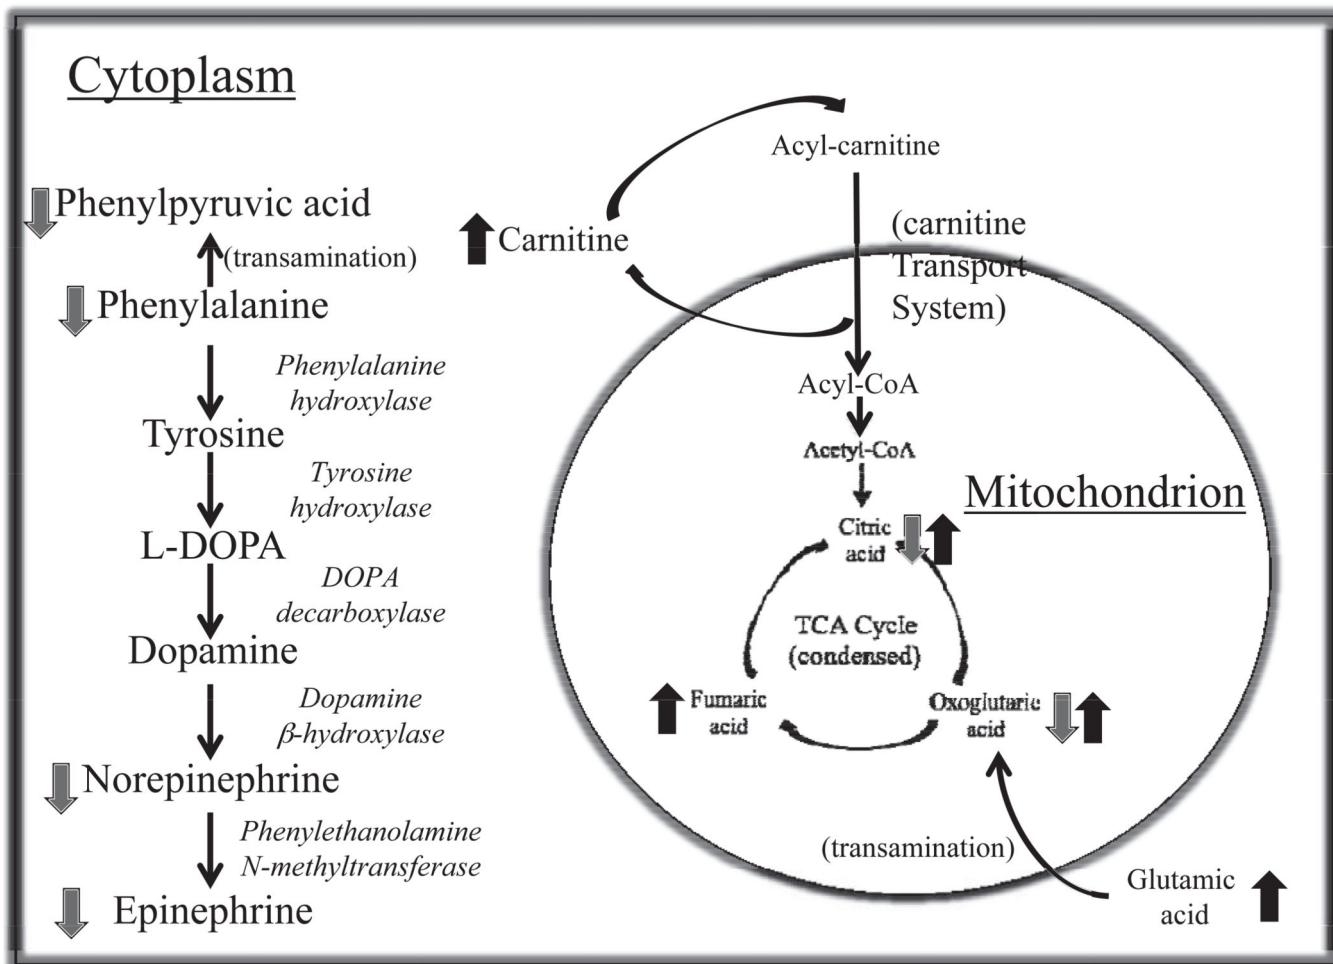 Cytoplasm
Phenylpyruvic acid
(transamination)
Phenylalanine
Phenylalanine
hydroxylase
Tyrosine
Tyrosine
hydroxylase
L-DOPA
DOPA
decarboxylase
Dopamine
Dopamine
β-hydroxylase
Norepinephrine
Phenylethanolamine
N-methyltransferase
Epinephrine
Acyl-carnitine
Carnitine
(carnitine
Transport
System)
Acyl-CoA
Acetyl-CoA
Mitochondrion
Citric
acid
TCA Cycle
(condensed)
Fumaric
acid
Oxoglutaric
acid
(transamination)
Glutamic
acid